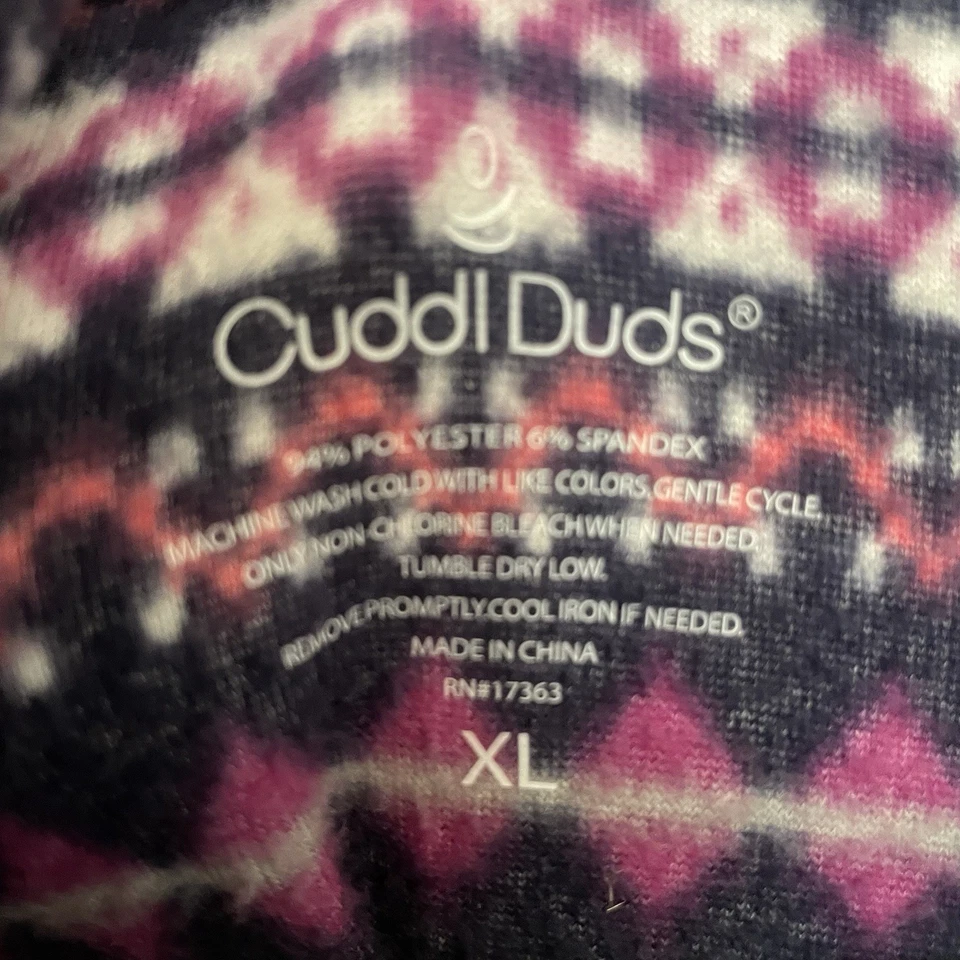 Cuddl Duds®
94% POLYESTER 6% SPANDEX
MACHINE WASH COLD WITH LIKE COLORS, GENTLE CYCLE.
ONLY NON-CHLORINE BLEACH WHEN NEEDED.
TUMBLE DRY LOW.
REMOVE PROMPTLY.COOL IRON IF NEEDED.
MADE IN CHINA
RN#17363
XL